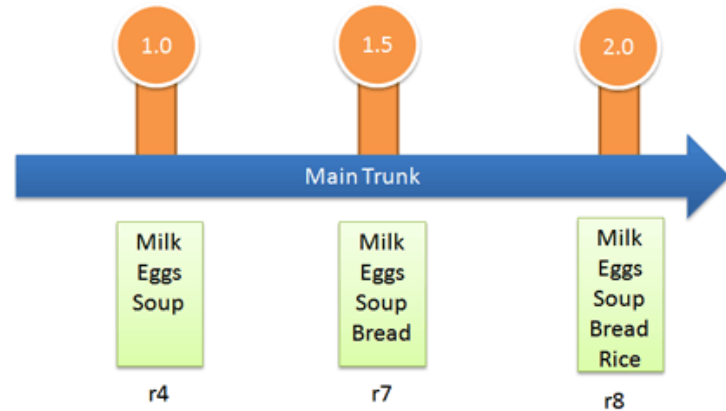 1.0
1.5
2.0
Main Trunk
Milk
Eggs
Soup
r4
Milk
Eggs
Soup
Bread
r7
Milk
Eggs
Soup
Bread
Rice
r8